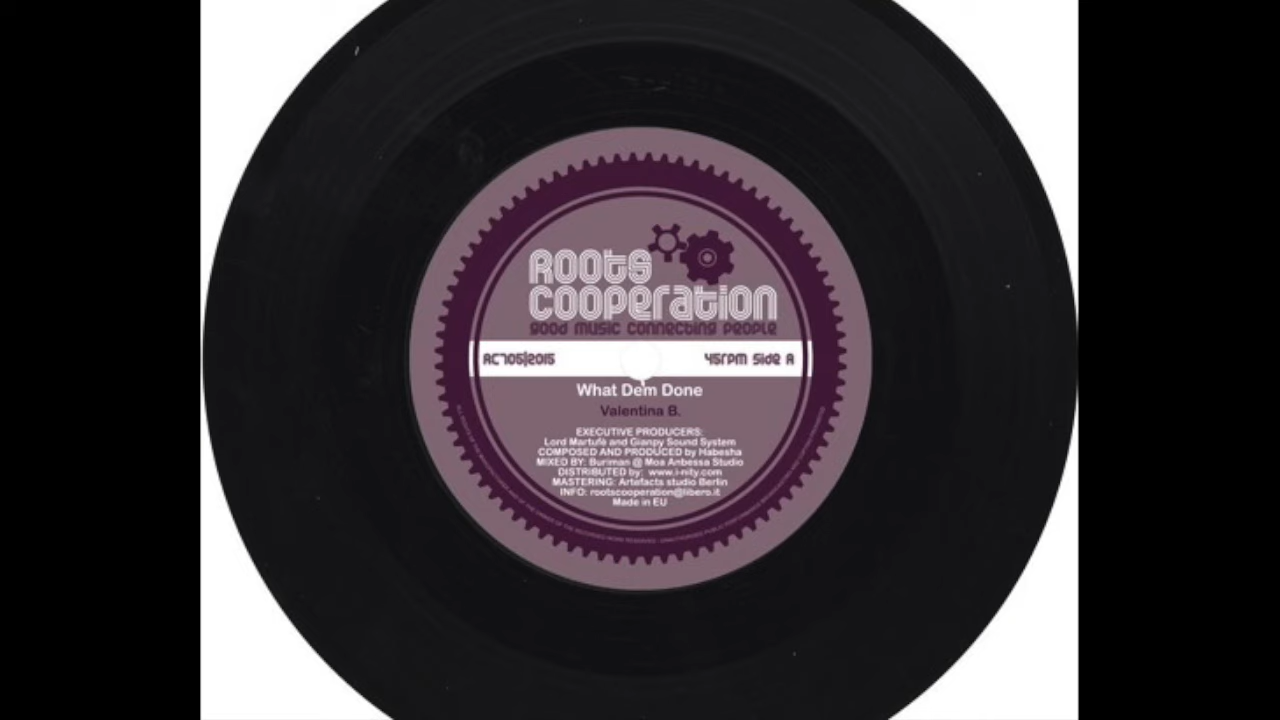 Roots
Cooperation
good music connecting people
RC705|2015 45rpm Side A
What Dem Done
Valentina B.
EXECUTIVE PRODUCERS:
Lord Martufè and Gianpy Sound System
COMPOSED AND PRODUCED by Habesha
MIXED BY: Buriman @ Moa Anbessa Studio
DISTRIBUTED by: www.i-nity.com
MASTERING: Artefacts studio Berlin
INFO: rootscooperation@libero.it
Made in EU